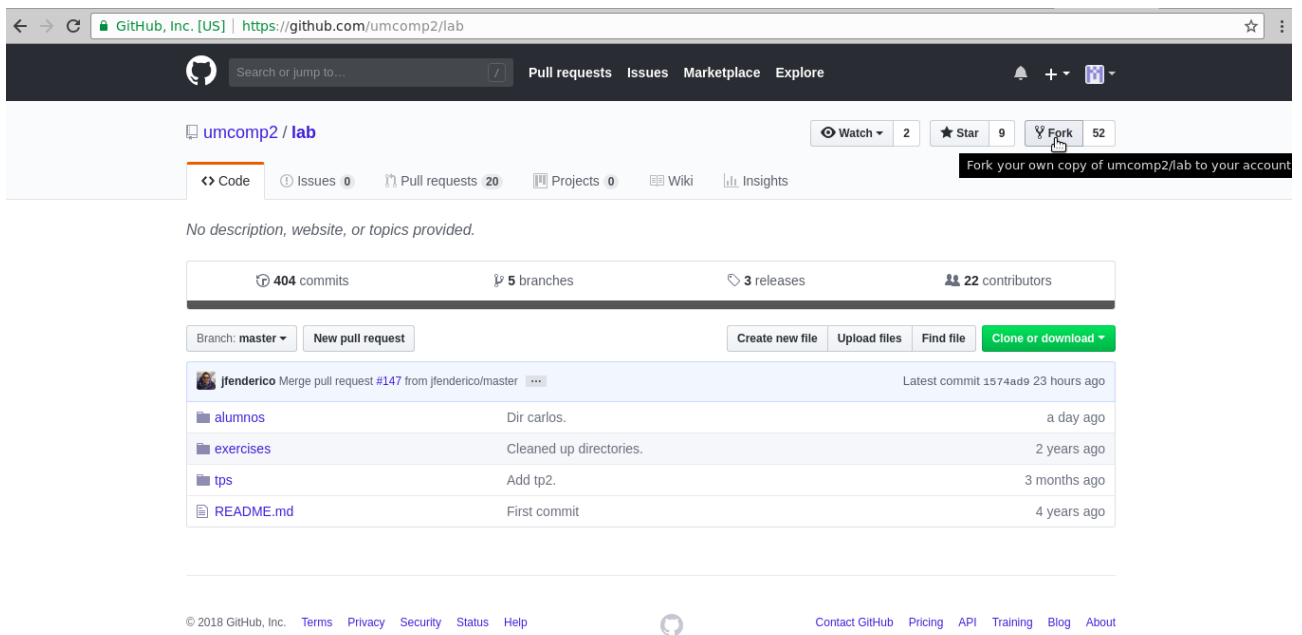 GitHub, Inc. [US] | https://github.com/umcomp2/lab
Search or jump to… / Pull requests Issues Marketplace Explore
umcomp2 / lab Watch 2 Star 9 Fork 52
Fork your own copy of umcomp2/lab to your account
Code Issues 0 Pull requests 20 Projects 0 Wiki Insights
No description, website, or topics provided.
404 commits 5 branches 3 releases 22 contributors
Branch: master New pull request Create new file Upload files Find file Clone or download
jfenderico Merge pull request #147 from jfenderico/master ... Latest commit 1574ad9 23 hours ago
alumnos Dir carlos. a day ago
exercises Cleaned up directories. 2 years ago
tps Add tp2. 3 months ago
README.md First commit 4 years ago
© 2018 GitHub, Inc. Terms Privacy Security Status Help Contact GitHub Pricing API Training Blog About